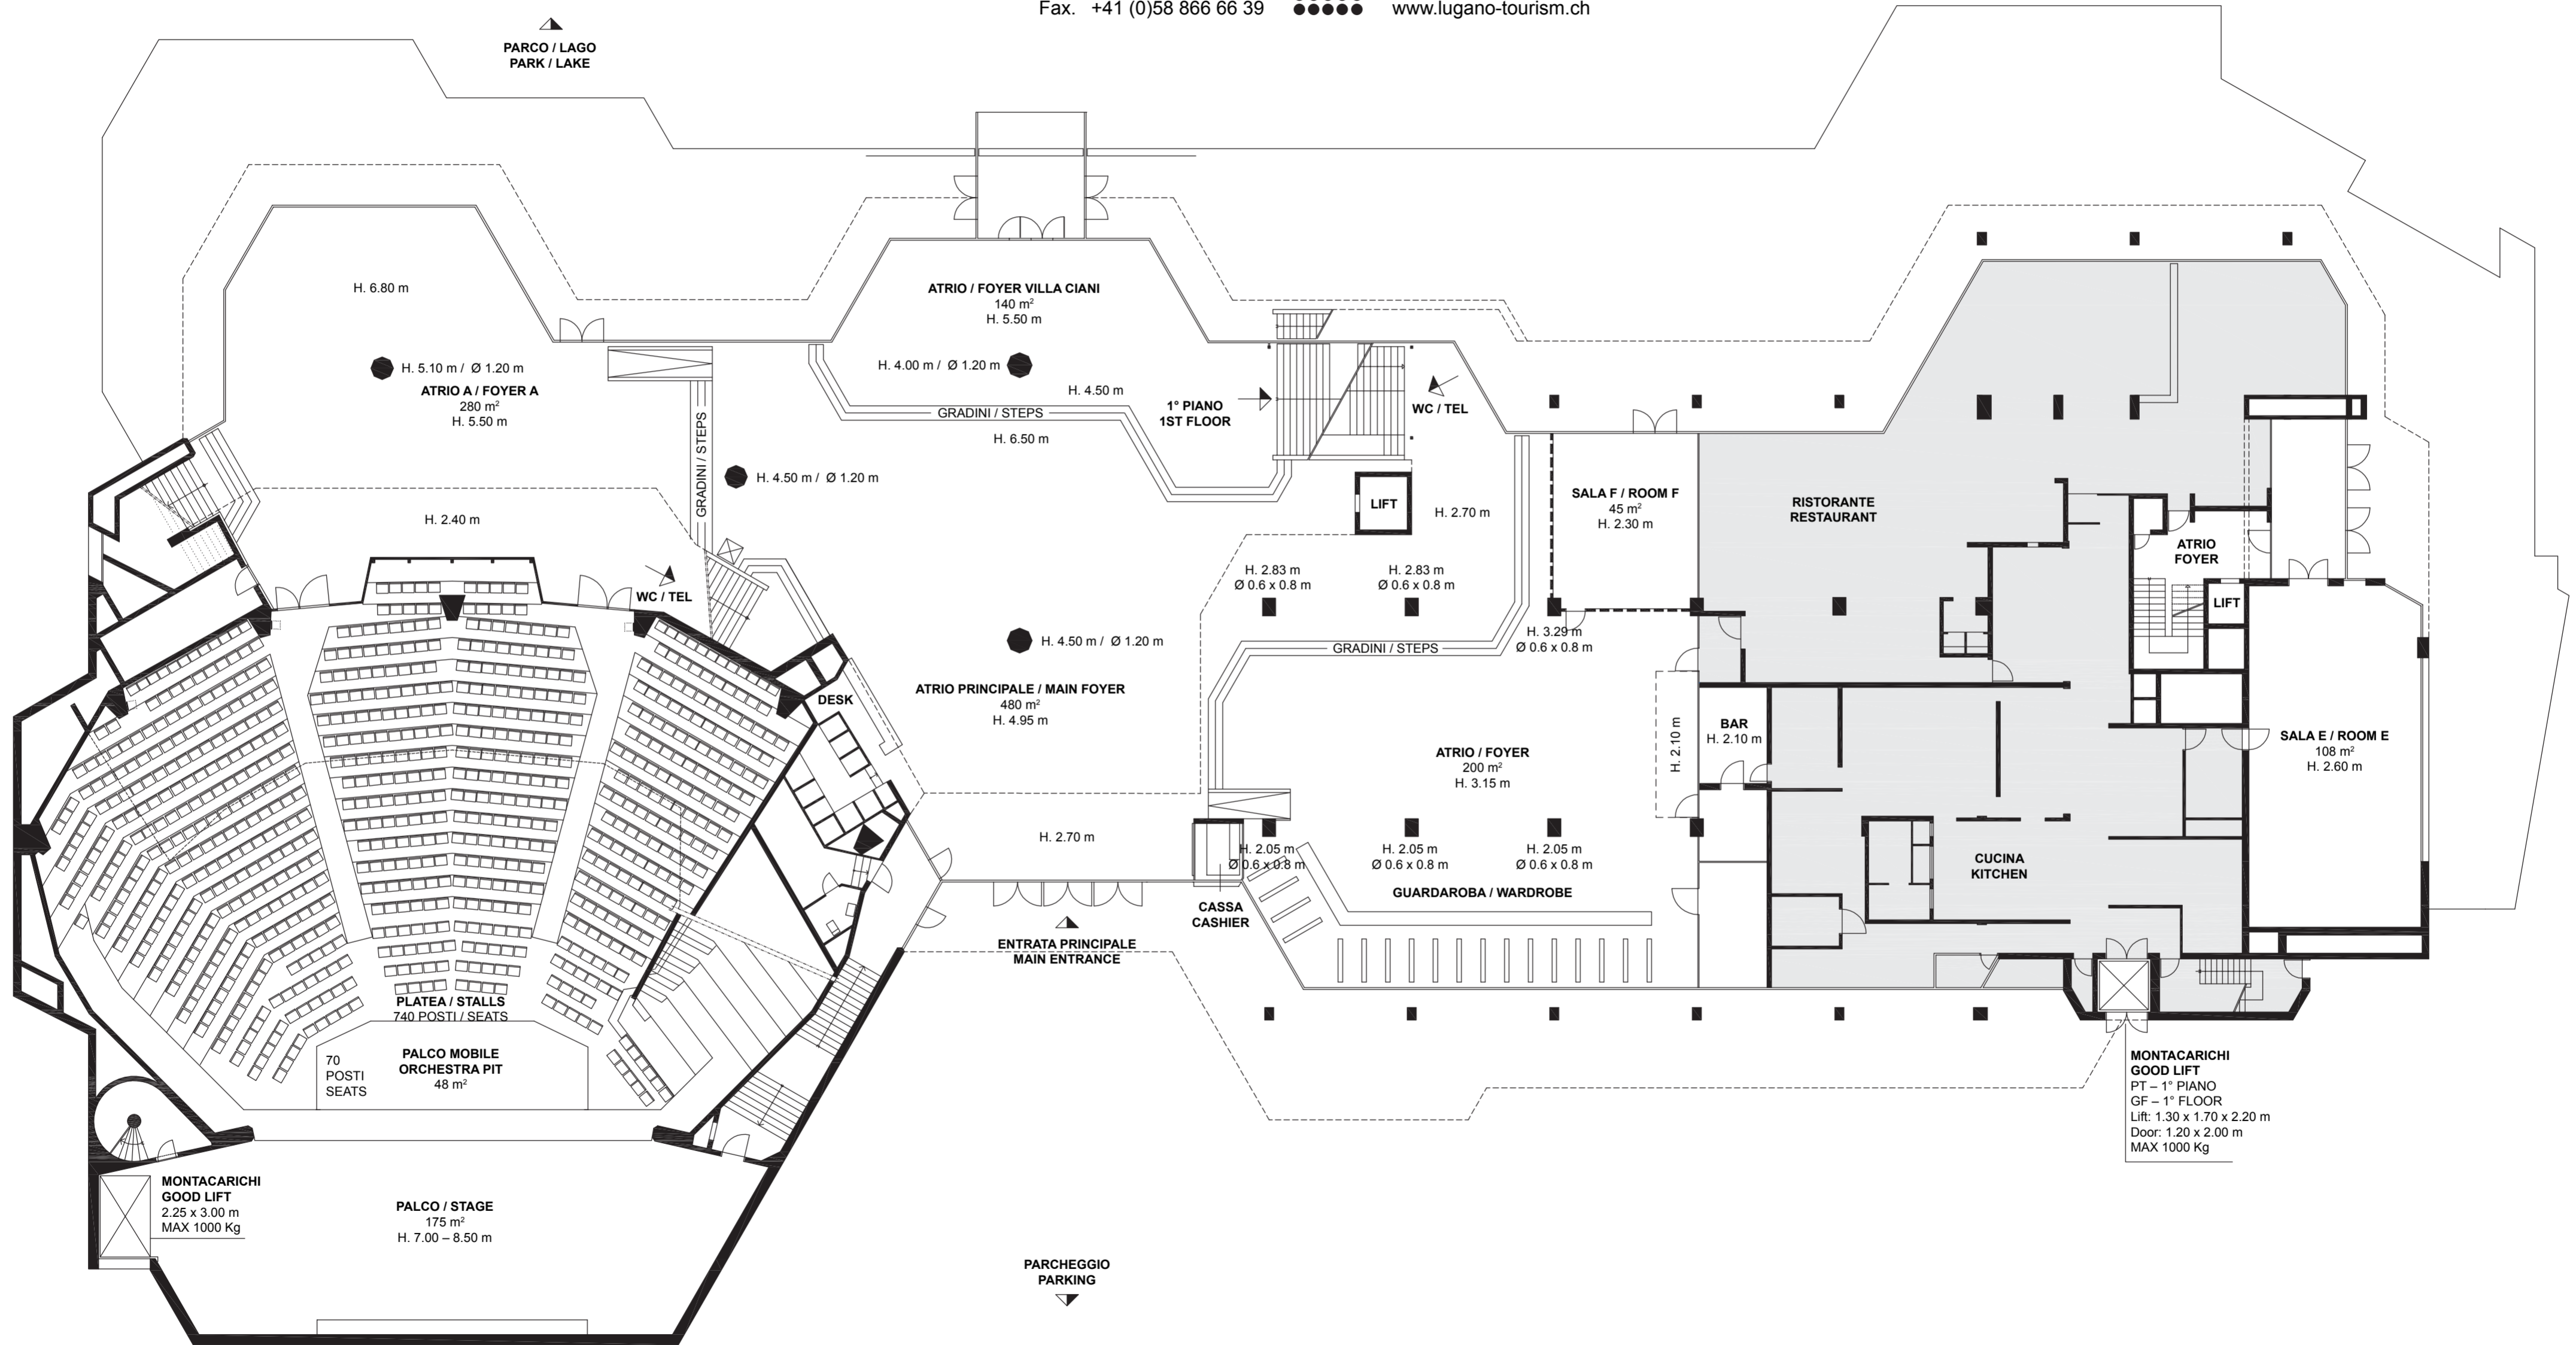 Fax. +41 (0)58 866 66 39 www.lugano-tourism.ch
PARCO / LAGO
PARK / LAKE
H. 6.80 m
H. 5.10 m / Ø 1.20 m
ATRIO A / FOYER A
280 m²
H. 5.50 m
H. 2.40 m
GRADINI / STEPS
H. 4.50 m / Ø 1.20 m
WC / TEL
ATRIO / FOYER VILLA CIANI
140 m²
H. 5.50 m
H. 4.00 m / Ø 1.20 m
H. 4.50 m
GRADINI / STEPS
H. 6.50 m
1° PIANO
1ST FLOOR
WC / TEL
LIFT
H. 2.70 m
SALA F / ROOM F
45 m²
H. 2.30 m
RISTORANTE
RESTAURANT
ATRIO
FOYER
LIFT
H. 2.83 m
Ø 0.6 x 0.8 m
H. 2.83 m
Ø 0.6 x 0.8 m
H. 3.29 m
Ø 0.6 x 0.8 m
GRADINI / STEPS
H. 4.50 m / Ø 1.20 m
DESK
ATRIO PRINCIPALE / MAIN FOYER
480 m²
H. 4.95 m
H. 2.70 m
ATRIO / FOYER
200 m²
H. 3.15 m
H. 2.10 m
BAR
H. 2.10 m
SALA E / ROOM E
108 m²
H. 2.60 m
H. 2.05 m
Ø 0.6 x 0.8 m
H. 2.05 m
Ø 0.6 x 0.8 m
H. 2.05 m
Ø 0.6 x 0.8 m
GUARDAROBA / WARDROBE
CUCINA
KITCHEN
CASSA
CASHIER
ENTRATA PRINCIPALE
MAIN ENTRANCE
PLATEA / STALLS
740 POSTI / SEATS
70
POSTI
SEATS
PALCO MOBILE
ORCHESTRA PIT
48 m²
MONTACARICHI
GOOD LIFT
PT – 1° PIANO
GF – 1° FLOOR
Lift: 1.30 x 1.70 x 2.20 m
Door: 1.20 x 2.00 m
MAX 1000 Kg
MONTACARICHI
GOOD LIFT
2.25 x 3.00 m
MAX 1000 Kg
PALCO / STAGE
175 m²
H. 7.00 – 8.50 m
PARCHEGGIO
PARKING